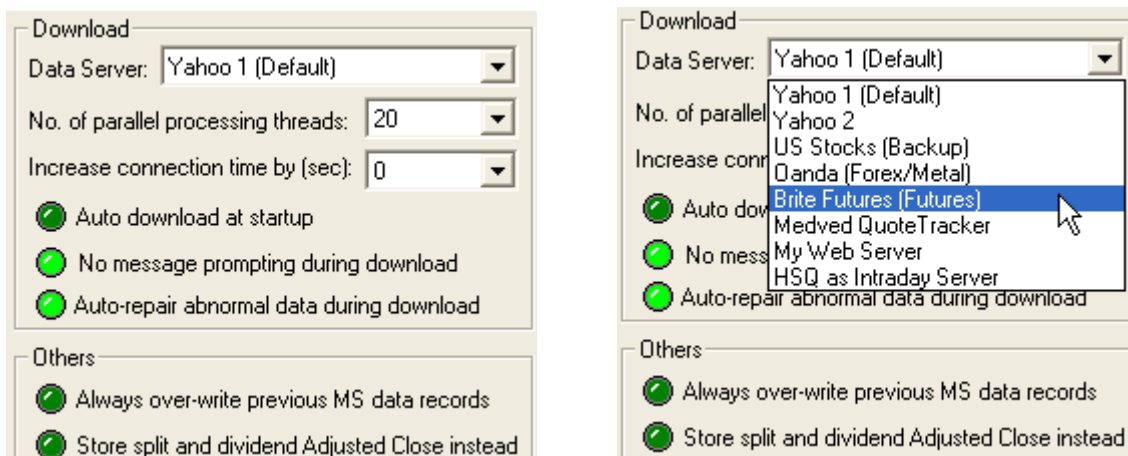 Download
Data Server: Yahoo 1 (Default)
No. of parallel processing threads: 20
Increase connection time by (sec): 0
Auto download at startup
No message prompting during download
Auto-repair abnormal data during download
Others
Always over-write previous MS data records
Store split and dividend Adjusted Close instead
Download
Data Server: Yahoo 1 (Default)
Yahoo 1 (Default)
No. of parallel
Yahoo 2
US Stocks (Backup)
Increase conn
Oanda (Forex/Metal)
Brite Futures (Futures)
Auto dow
Medved QuoteTracker
No mess
My Web Server
HSQ as Intraday Server
Auto-repair abnormal data during download
Others
Always over-write previous MS data records
Store split and dividend Adjusted Close instead